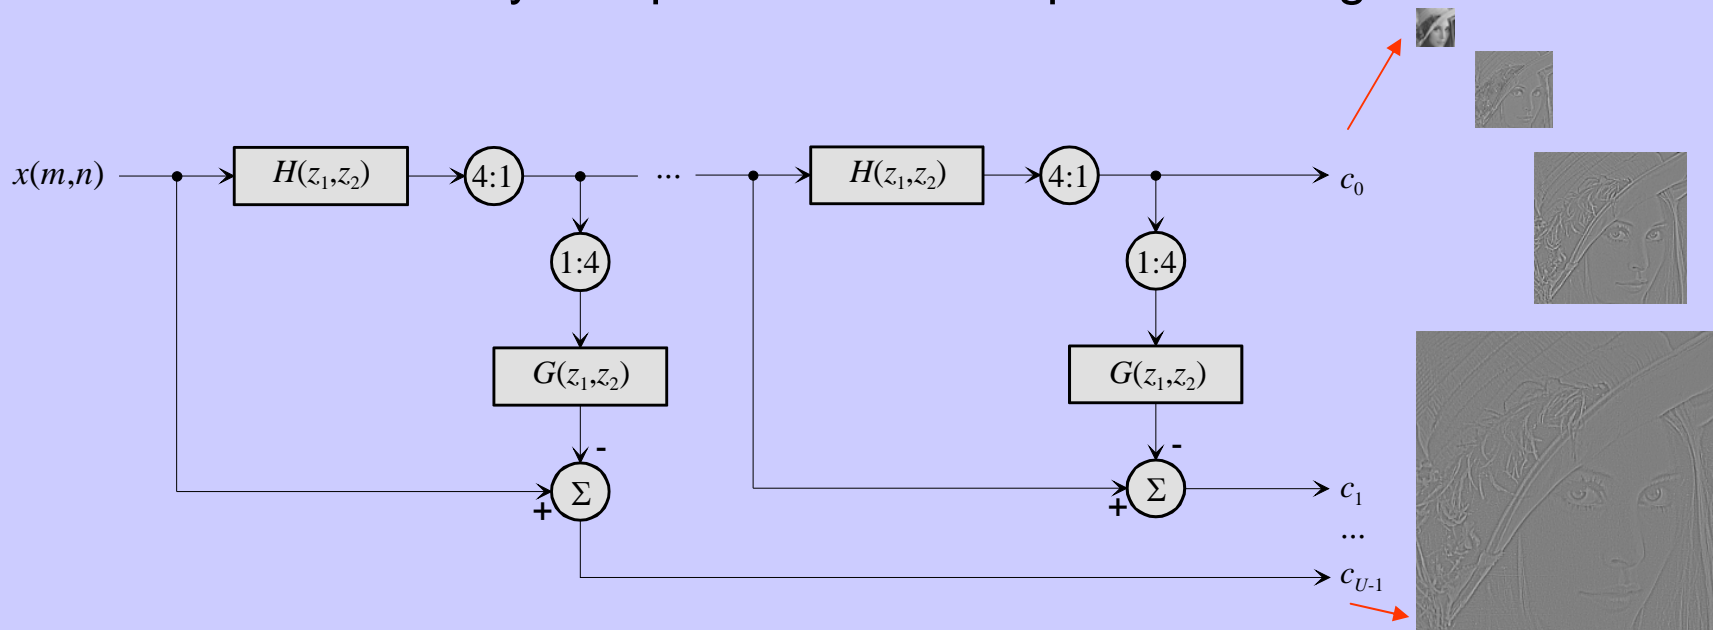 x(m,n)
H(z₁,z₂)
4:1
...
H(z₁,z₂)
4:1
c₀
1:4
1:4
G(z₁,z₂)
G(z₁,z₂)
-
-
Σ
+
Σ
+
c₁
...
c_{U-1}